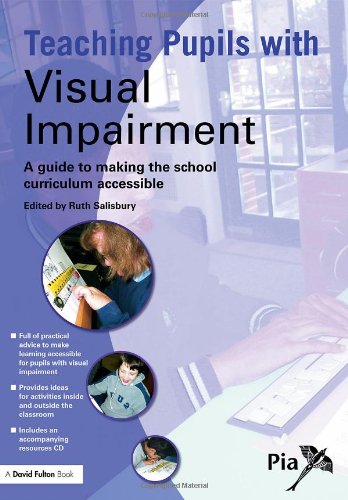 Teaching Pupils with
Visual
Impairment
A guide to making the school
curriculum accessible
Edited by Ruth Salisbury
Full of practical
advice to make
learning accessible
for pupils with visual
impairment
Provides ideas
for activities inside
and outside the
classroom
Includes an
accompanying
resources CD
A David Fulton Book
Pia